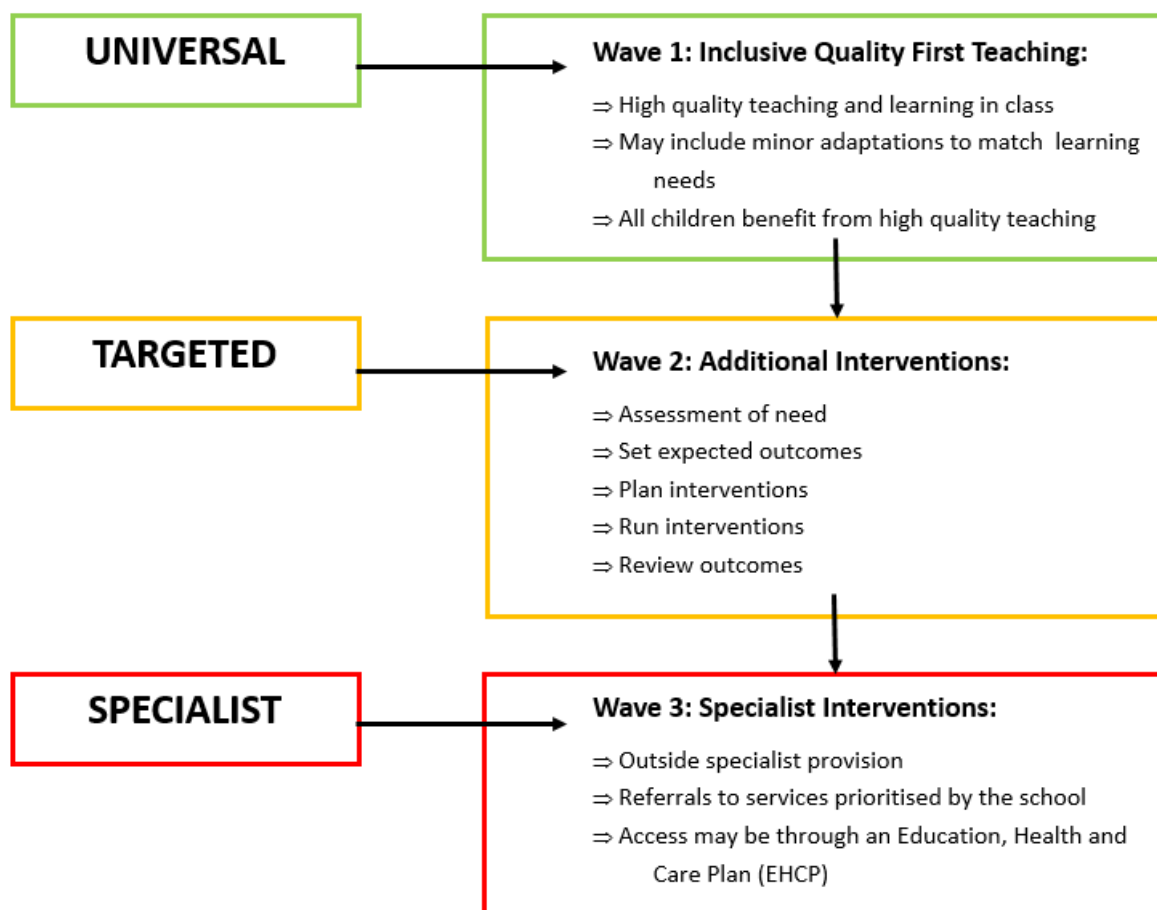 UNIVERSAL
Wave 1: Inclusive Quality First Teaching:
⇒ High quality teaching and learning in class
⇒ May include minor adaptations to match learning
needs
⇒ All children benefit from high quality teaching
TARGETED
Wave 2: Additional Interventions:
⇒ Assessment of need
⇒ Set expected outcomes
⇒ Plan interventions
⇒ Run interventions
⇒ Review outcomes
SPECIALIST
Wave 3: Specialist Interventions:
⇒ Outside specialist provision
⇒ Referrals to services prioritised by the school
⇒ Access may be through an Education, Health and
Care Plan (EHCP)